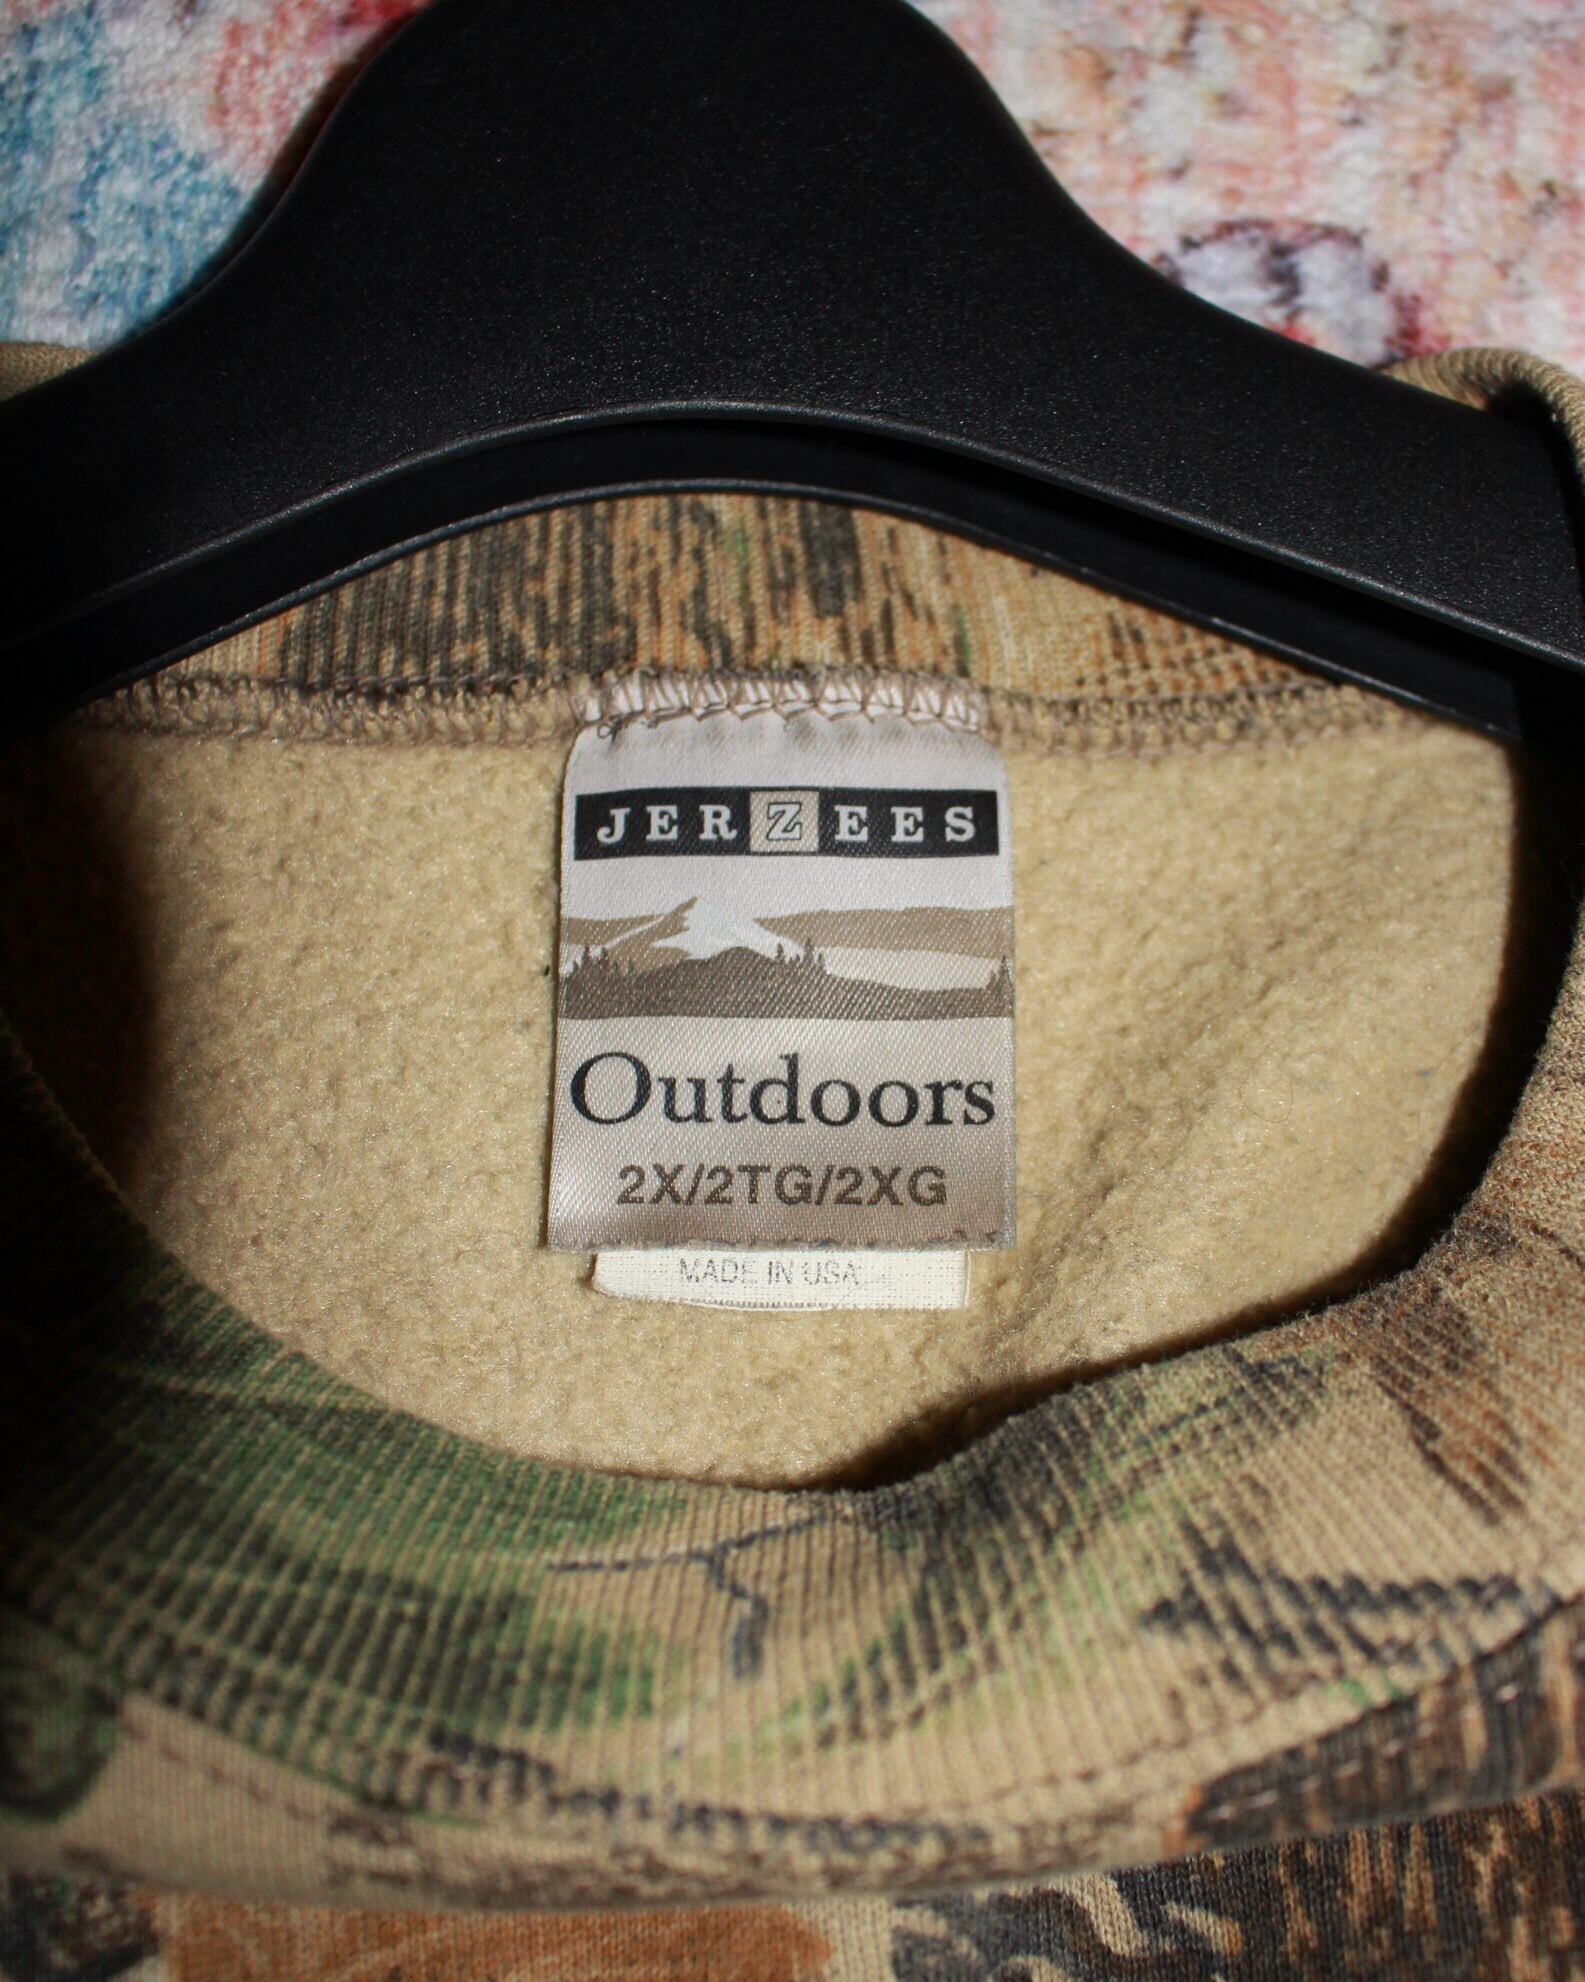 JERZEES
Outdoors
2X/2TG/2XG
MADE IN USA